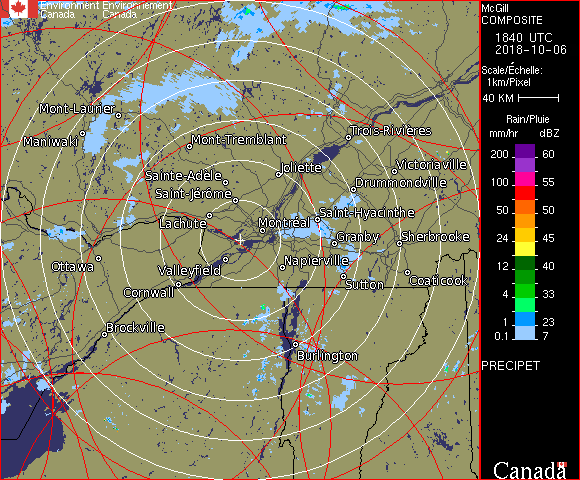 Environment Environnement
Canada Canada
McGill
COMPOSITE
1840 UTC
2018-10-06
Scale/Échelle:
1km/Pixel
40 KM
Rain/Pluie
mm/hr dBZ
200 60
150 57
100 55
50 50
24 45
12 40
4 33
1 23
0.1 7
PRECIPET
Canada
Mont-Laurier
Maniwaki
Mont-Tremblant
Trois-Rivières
Sainte-Adèle
Joliette
Victoriaville
Saint-Jérôme
Drummondville
Lachute
Montréal
Saint-Hyacinthe
Granby
Sherbrooke
Ottawa
Valleyfield
Napierville
Cornwall
Sutton
Coaticook
Brockville
Burlington